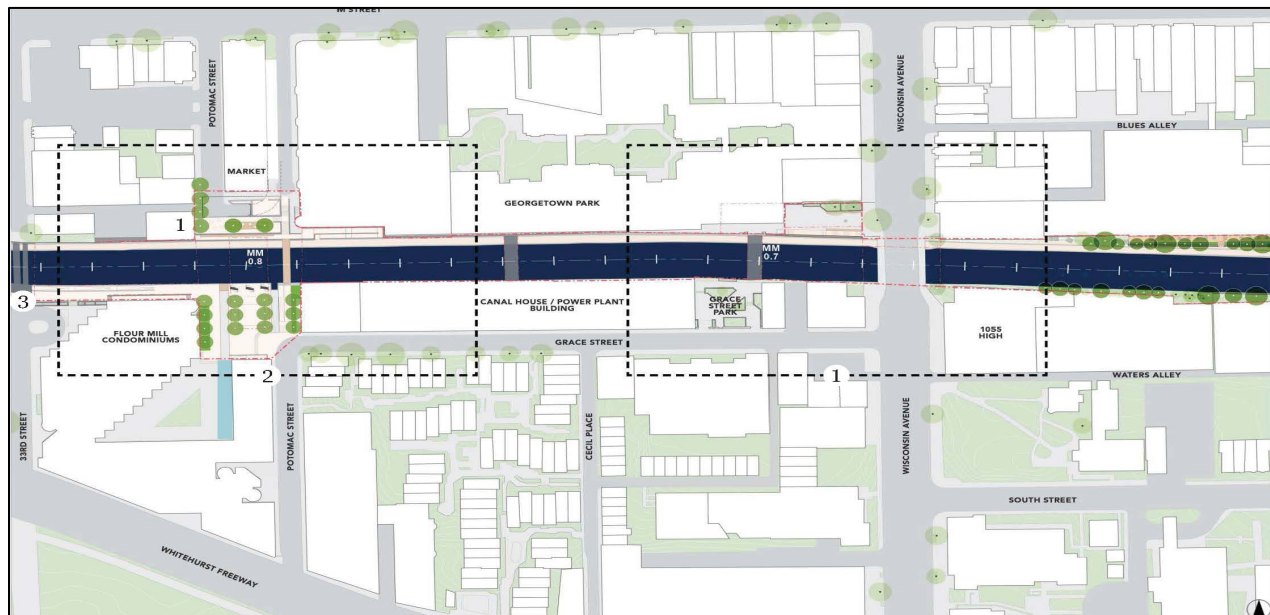 M STREET
POTOMAC STREET
WISCONSIN AVENUE
BLUES ALLEY
MARKET
GEORGETOWN PARK
1
MM
0.8
MM
0.7
3
CANAL HOUSE / POWER PLANT
BUILDING
GRACE
STREET
PARK
FLOUR MILL
CONDOMINIUMS
1055
HIGH
GRACE STREET
2
1
WATERS ALLEY
33RD STREET
POTOMAC STREET
CECIL PLACE
WISCONSIN AVENUE
SOUTH STREET
WHITEHURST FREEWAY